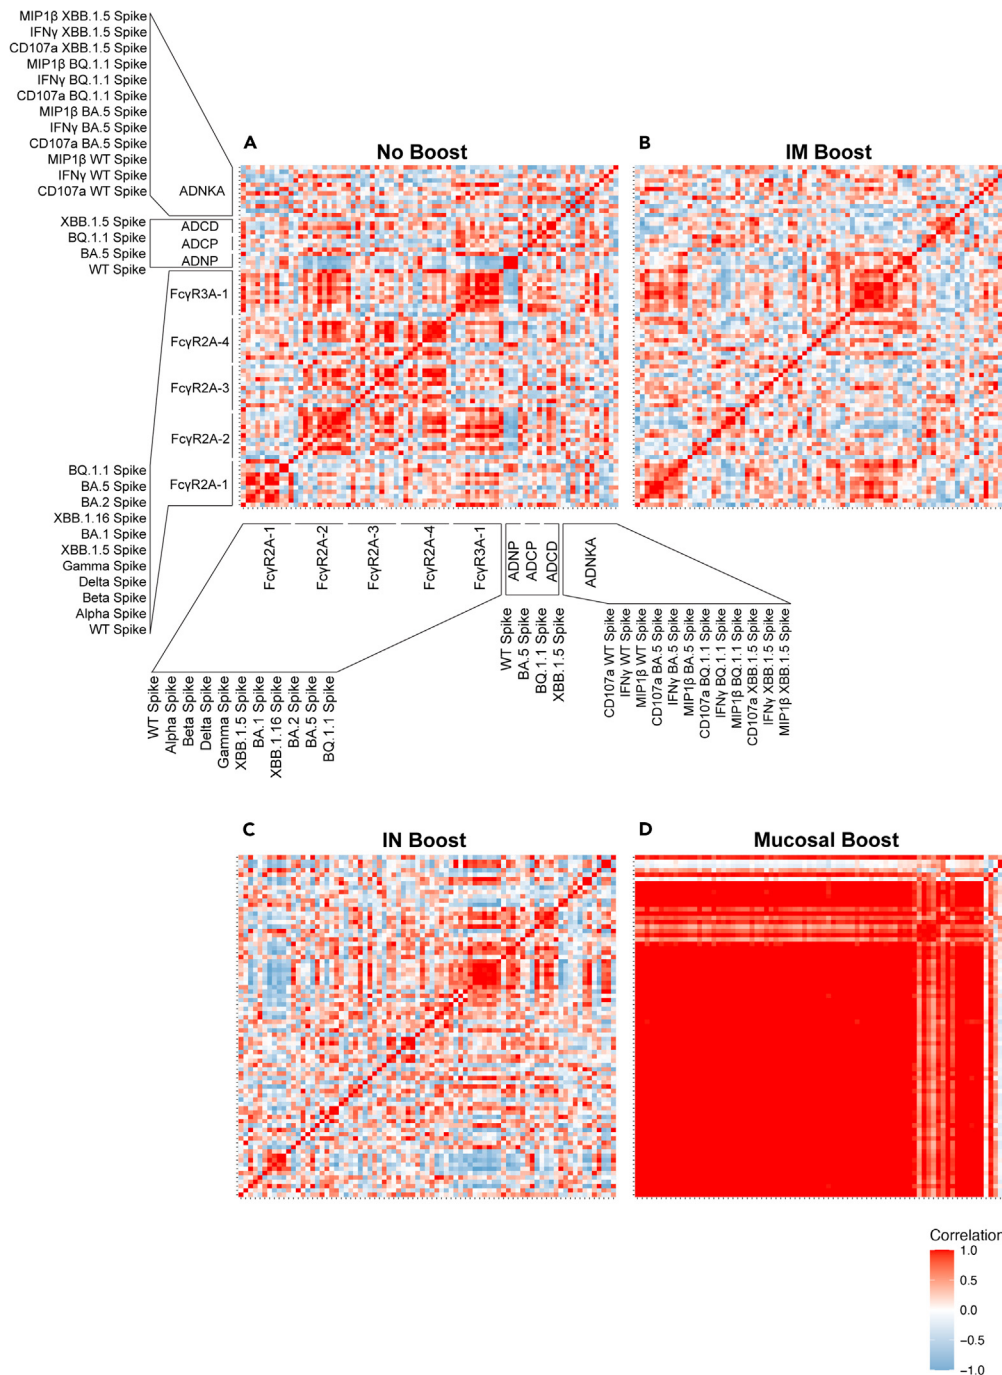 MIP1β XBB.1.5 Spike
IFNγ XBB.1.5 Spike
CD107a XBB.1.5 Spike
MIP1β BQ.1.1 Spike
IFNγ BQ.1.1 Spike
CD107a BQ.1.1 Spike
MIP1β BA.5 Spike
IFNγ BA.5 Spike
CD107a BA.5 Spike
MIP1β WT Spike
IFNγ WT Spike
CD107a WT Spike
ADNKA
XBB.1.5 Spike
BQ.1.1 Spike
BA.5 Spike
WT Spike
ADCD
ADCP
ADNP
FcγR3A-1
FcγR2A-4
FcγR2A-3
FcγR2A-2
FcγR2A-1
BQ.1.1 Spike
BA.5 Spike
BA.2 Spike
XBB.1.16 Spike
BA.1 Spike
XBB.1.5 Spike
Gamma Spike
Delta Spike
Beta Spike
Alpha Spike
WT Spike
A
No Boost
B
IM Boost
FcγR2A-1
FcγR2A-2
FcγR2A-3
FcγR2A-4
FcγR3A-1
ADNP
ADCP
ADCD
ADNKA
WT Spike
Alpha Spike
Beta Spike
Delta Spike
Gamma Spike
XBB.1.5 Spike
BA.1 Spike
XBB.1.16 Spike
BA.2 Spike
BA.5 Spike
BQ.1.1 Spike
WT Spike
BA.5 Spike
BQ.1.1 Spike
XBB.1.5 Spike
CD107a WT Spike
IFNγ WT Spike
MIP1β WT Spike
CD107a BA.5 Spike
IFNγ BA.5 Spike
MIP1β BA.5 Spike
CD107a BQ.1.1 Spike
IFNγ BQ.1.1 Spike
MIP1β BQ.1.1 Spike
CD107a XBB.1.5 Spike
IFNγ XBB.1.5 Spike
MIP1β XBB.1.5 Spike
C
IN Boost
D
Mucosal Boost
Correlation
1.0
0.5
0.0
−0.5
−1.0